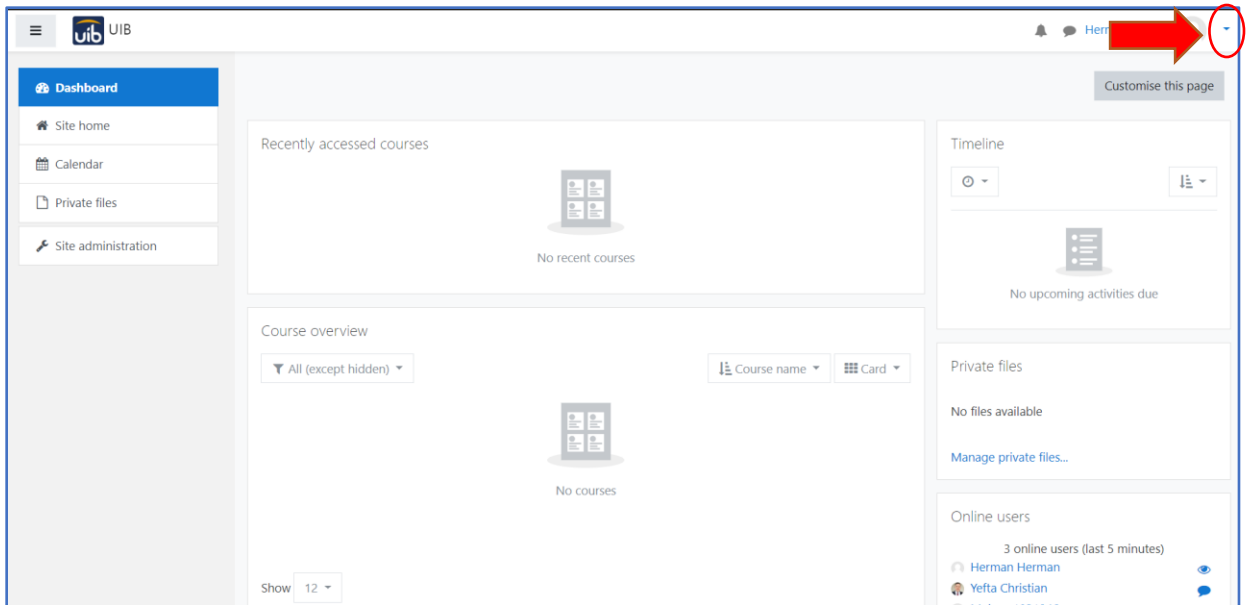 uib UIB
Customise this page
Dashboard
Site home
Calendar
Private files
Site administration
Recently accessed courses
No recent courses
Course overview
All (except hidden)
Course name
Card
No courses
Show 12
Timeline
No upcoming activities due
Private files
No files available
Manage private files...
Online users
3 online users (last 5 minutes)
Herman Herman
Yefta Christian